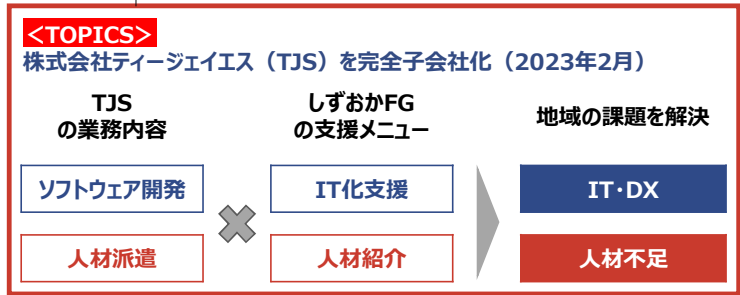 <TOPICS>
株式会社ティージェイエス（TJS）を完全子会社化（2023年2月）
TJS
の業務内容
しずおかFG
の支援メニュー
地域の課題を解決
ソフトウェア開発
IT化支援
IT・DX
人材派遣
人材紹介
人材不足